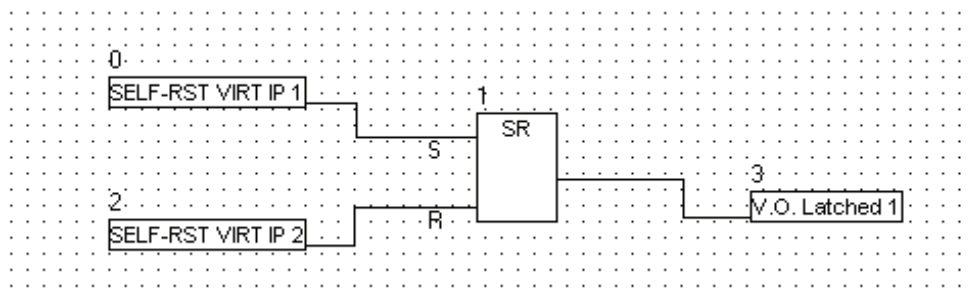 0
SELF-RST VIRT IP 1
1
SR
S
2
3
R
V.O. Latched 1
SELF-RST VIRT IP 2